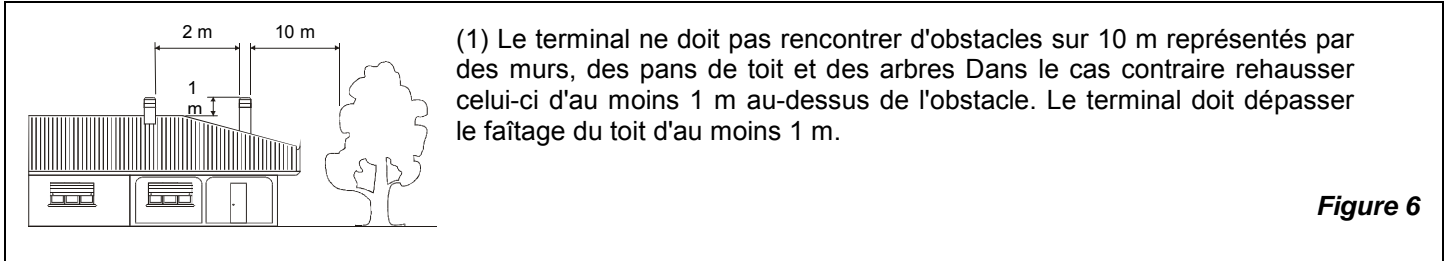 2 m 10 m
1
m
(1) Le terminal ne doit pas rencontrer d'obstacles sur 10 m représentés par
des murs, des pans de toit et des arbres Dans le cas contraire rehausser
celui-ci d'au moins 1 m au-dessus de l'obstacle. Le terminal doit dépasser
le faîtage du toit d'au moins 1 m.
Figure 6